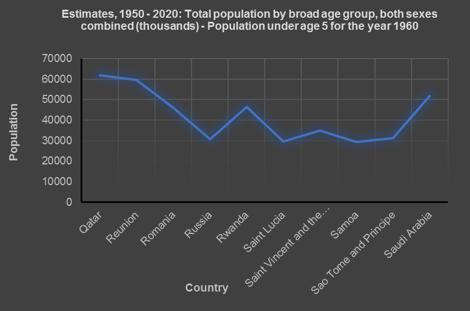 Estimates, 1950 - 2020: Total population by broad age group, both sexes
combined (thousands) - Population under age 5 for the year 1960
Population
70000
60000
50000
40000
30000
20000
10000
0
Qatar
Reunion
Romania
Russia
Rwanda
Saint Lucia
Saint Vincent and the...
Samoa
Sao Tome and Principe
Saudi Arabia
Country